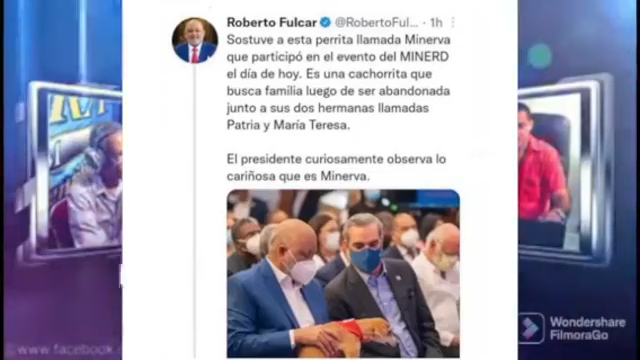 Roberto Fulcar @RobertoFul... · 1h
Sostuve a esta perrita llamada Minerva
que participó en el evento del MINERD
el día de hoy. Es una cachorrita que
busca familia luego de ser abandonada
junto a sus dos hermanas llamadas
Patria y María Teresa.
El presidente curiosamente observa lo
cariñosa que es Minerva.
Wondershare
FilmoraGo
www.facebook.c